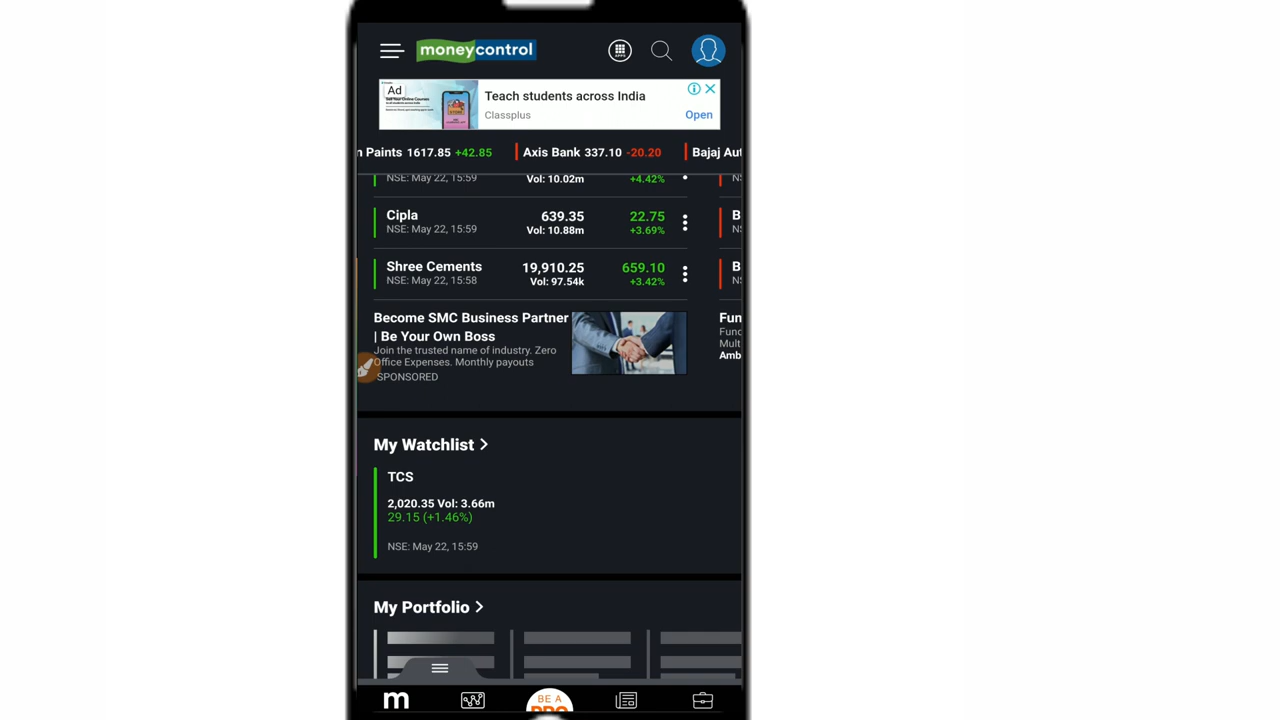 moneycontrol
APPS
Ad
Teach students across India
Classplus
Open
n Paints 1617.85 +42.85
Axis Bank 337.10 -20.20
Bajaj Aut
NSE: May 22, 15:59
Vol: 10.02m
+4.42%
Cipla
NSE: May 22, 15:59
639.35
Vol: 10.88m
22.75
+3.69%
B
Shree Cements
NSE: May 22, 15:58
19,910.25
Vol: 97.54k
659.10
+3.42%
B
Become SMC Business Partner
| Be Your Own Boss
Join the trusted name of industry. Zero
Office Expenses. Monthly payouts
SPONSORED
Fun
Func
Mult
Amb
My Watchlist >
TCS
2,020.35 Vol: 3.66m
29.15 (+1.46%)
NSE: May 22, 15:59
My Portfolio >
m
BE A
PRO